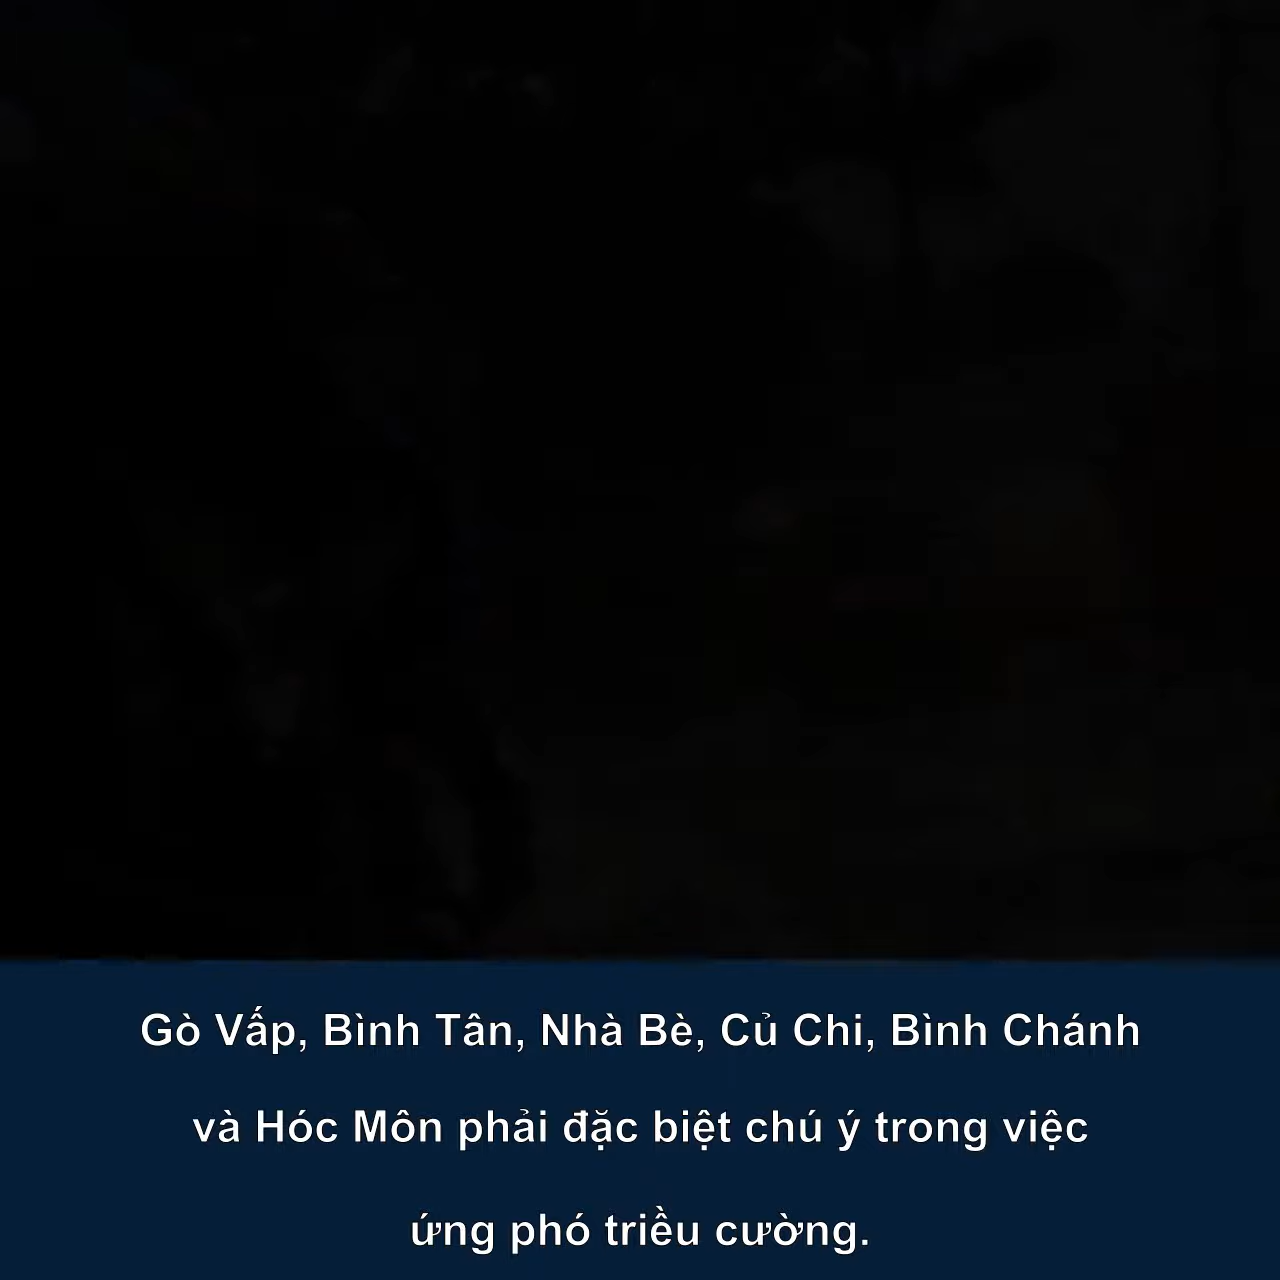 Gò Vấp, Bình Tân, Nhà Bè, Củ Chi, Bình Chánh
và Hóc Môn phải đặc biệt chú ý trong việc
ứng phó triều cường.